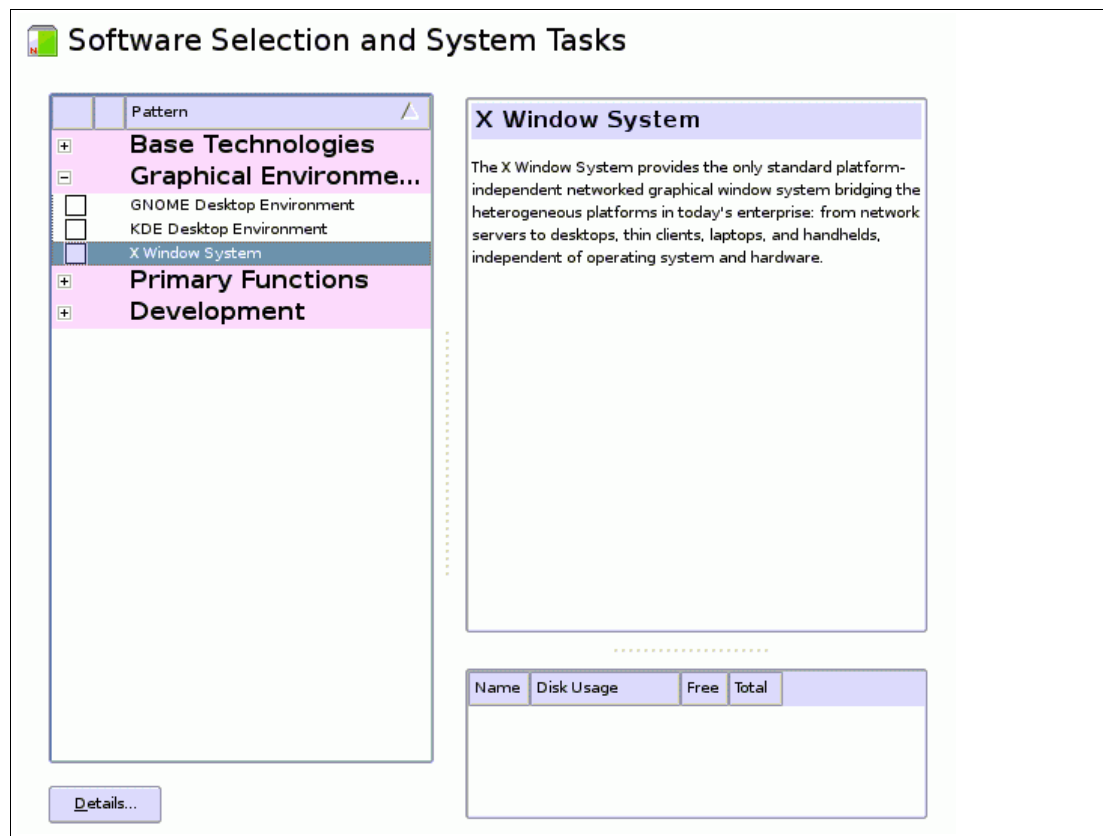 Software Selection and System Tasks
Pattern
Base Technologies
Graphical Environme...
GNOME Desktop Environment
KDE Desktop Environment
X Window System
Primary Functions
Development
Details...
X Window System
The X Window System provides the only standard platform-
independent networked graphical window system bridging the
heterogeneous platforms in today's enterprise: from network
servers to desktops, thin clients, laptops, and handhelds,
independent of operating system and hardware.
Name Disk Usage Free Total